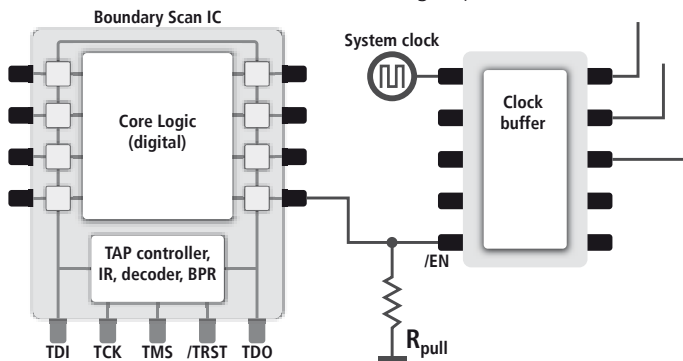 Boundary Scan IC
System clock
Core Logic
(digital)
Clock
buffer
TAP controller,
IR, decoder, BPR
/EN
Rpull
TDI TCK TMS /TRST TDO